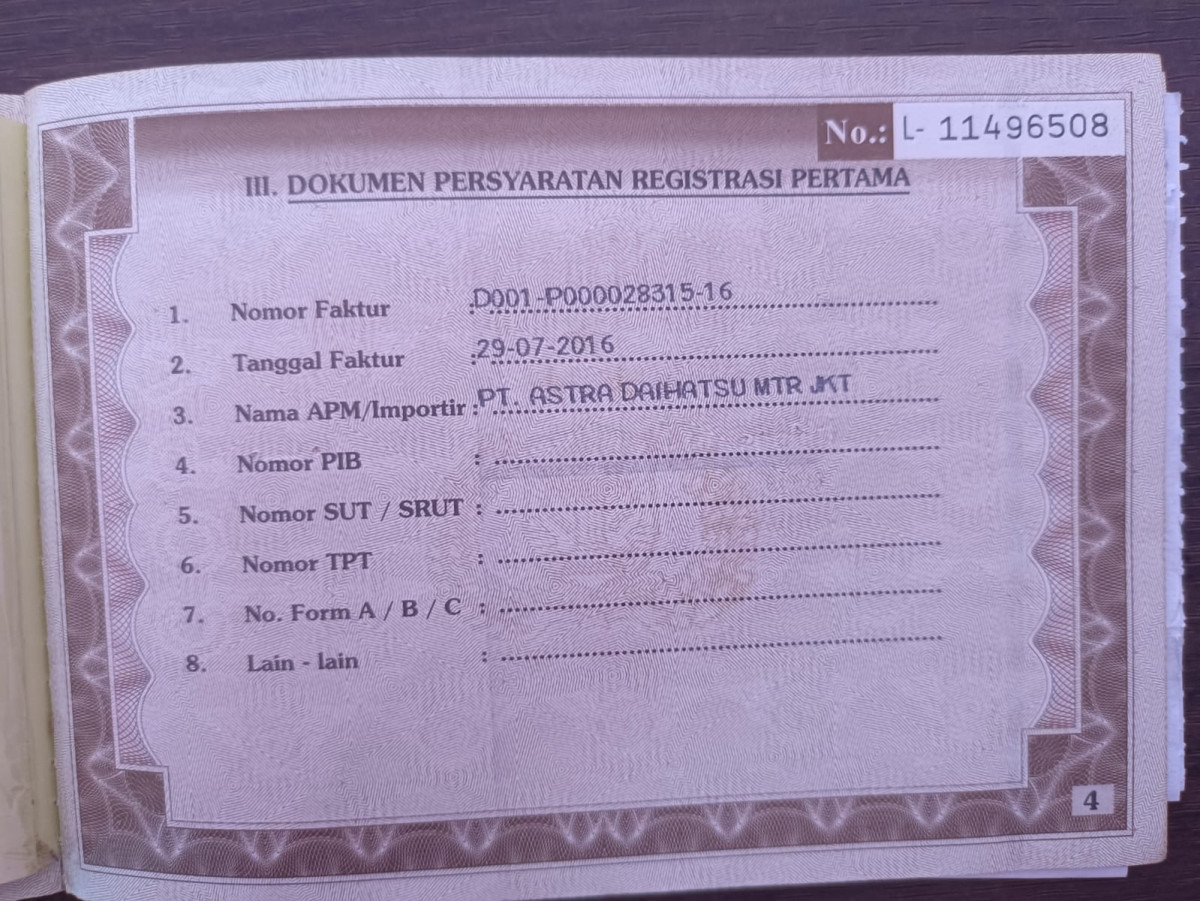 No.: L- 11496508
III. DOKUMEN PERSYARATAN REGISTRASI PERTAMA
1. Nomor Faktur : D001-P000028315-16
2. Tanggal Faktur : 29-07-2016
3. Nama APM/Importir : PT. ASTRA DAIHATSU MTR JKT
4. Nomor PIB :
5. Nomor SUT / SRUT :
6. Nomor TPT :
7. No. Form A / B / C :
8. Lain - lain :
4